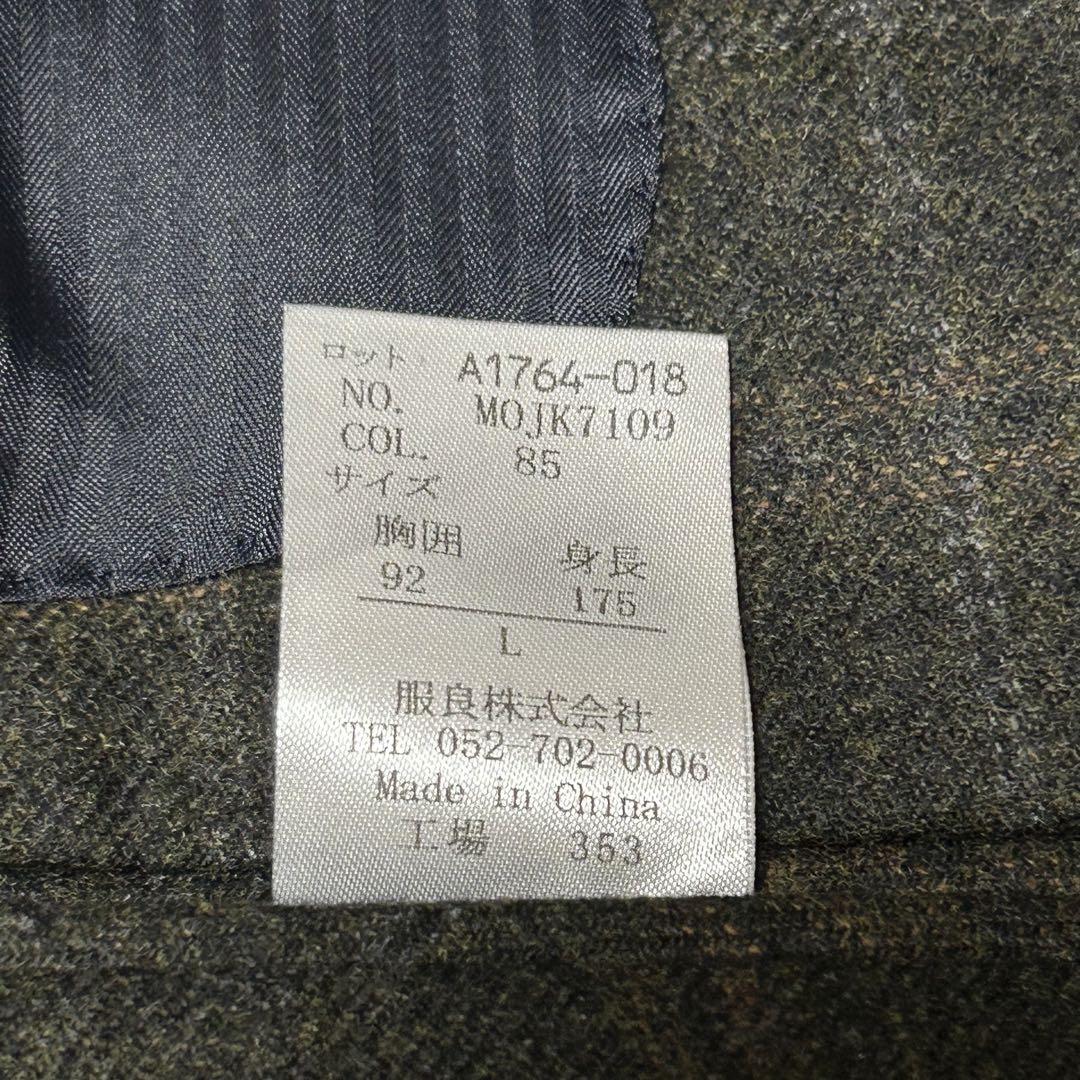 ロット A1764-018
NO. MOJK7109
COL. 85
サイズ
胸囲 身長
92 175
L
服良株式会社
TEL 052-702-0006
Made in China
工場 353